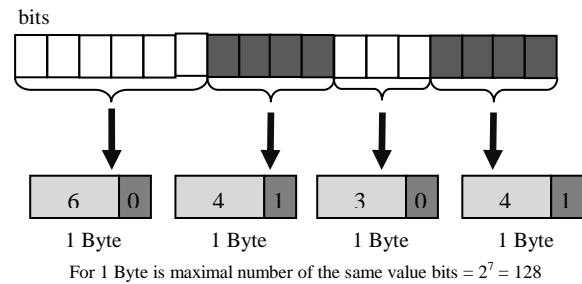 bits
6 0 4 1 3 0 4 1
1 Byte 1 Byte 1 Byte 1 Byte
For 1 Byte is maximal number of the same value bits = 2⁷ = 128